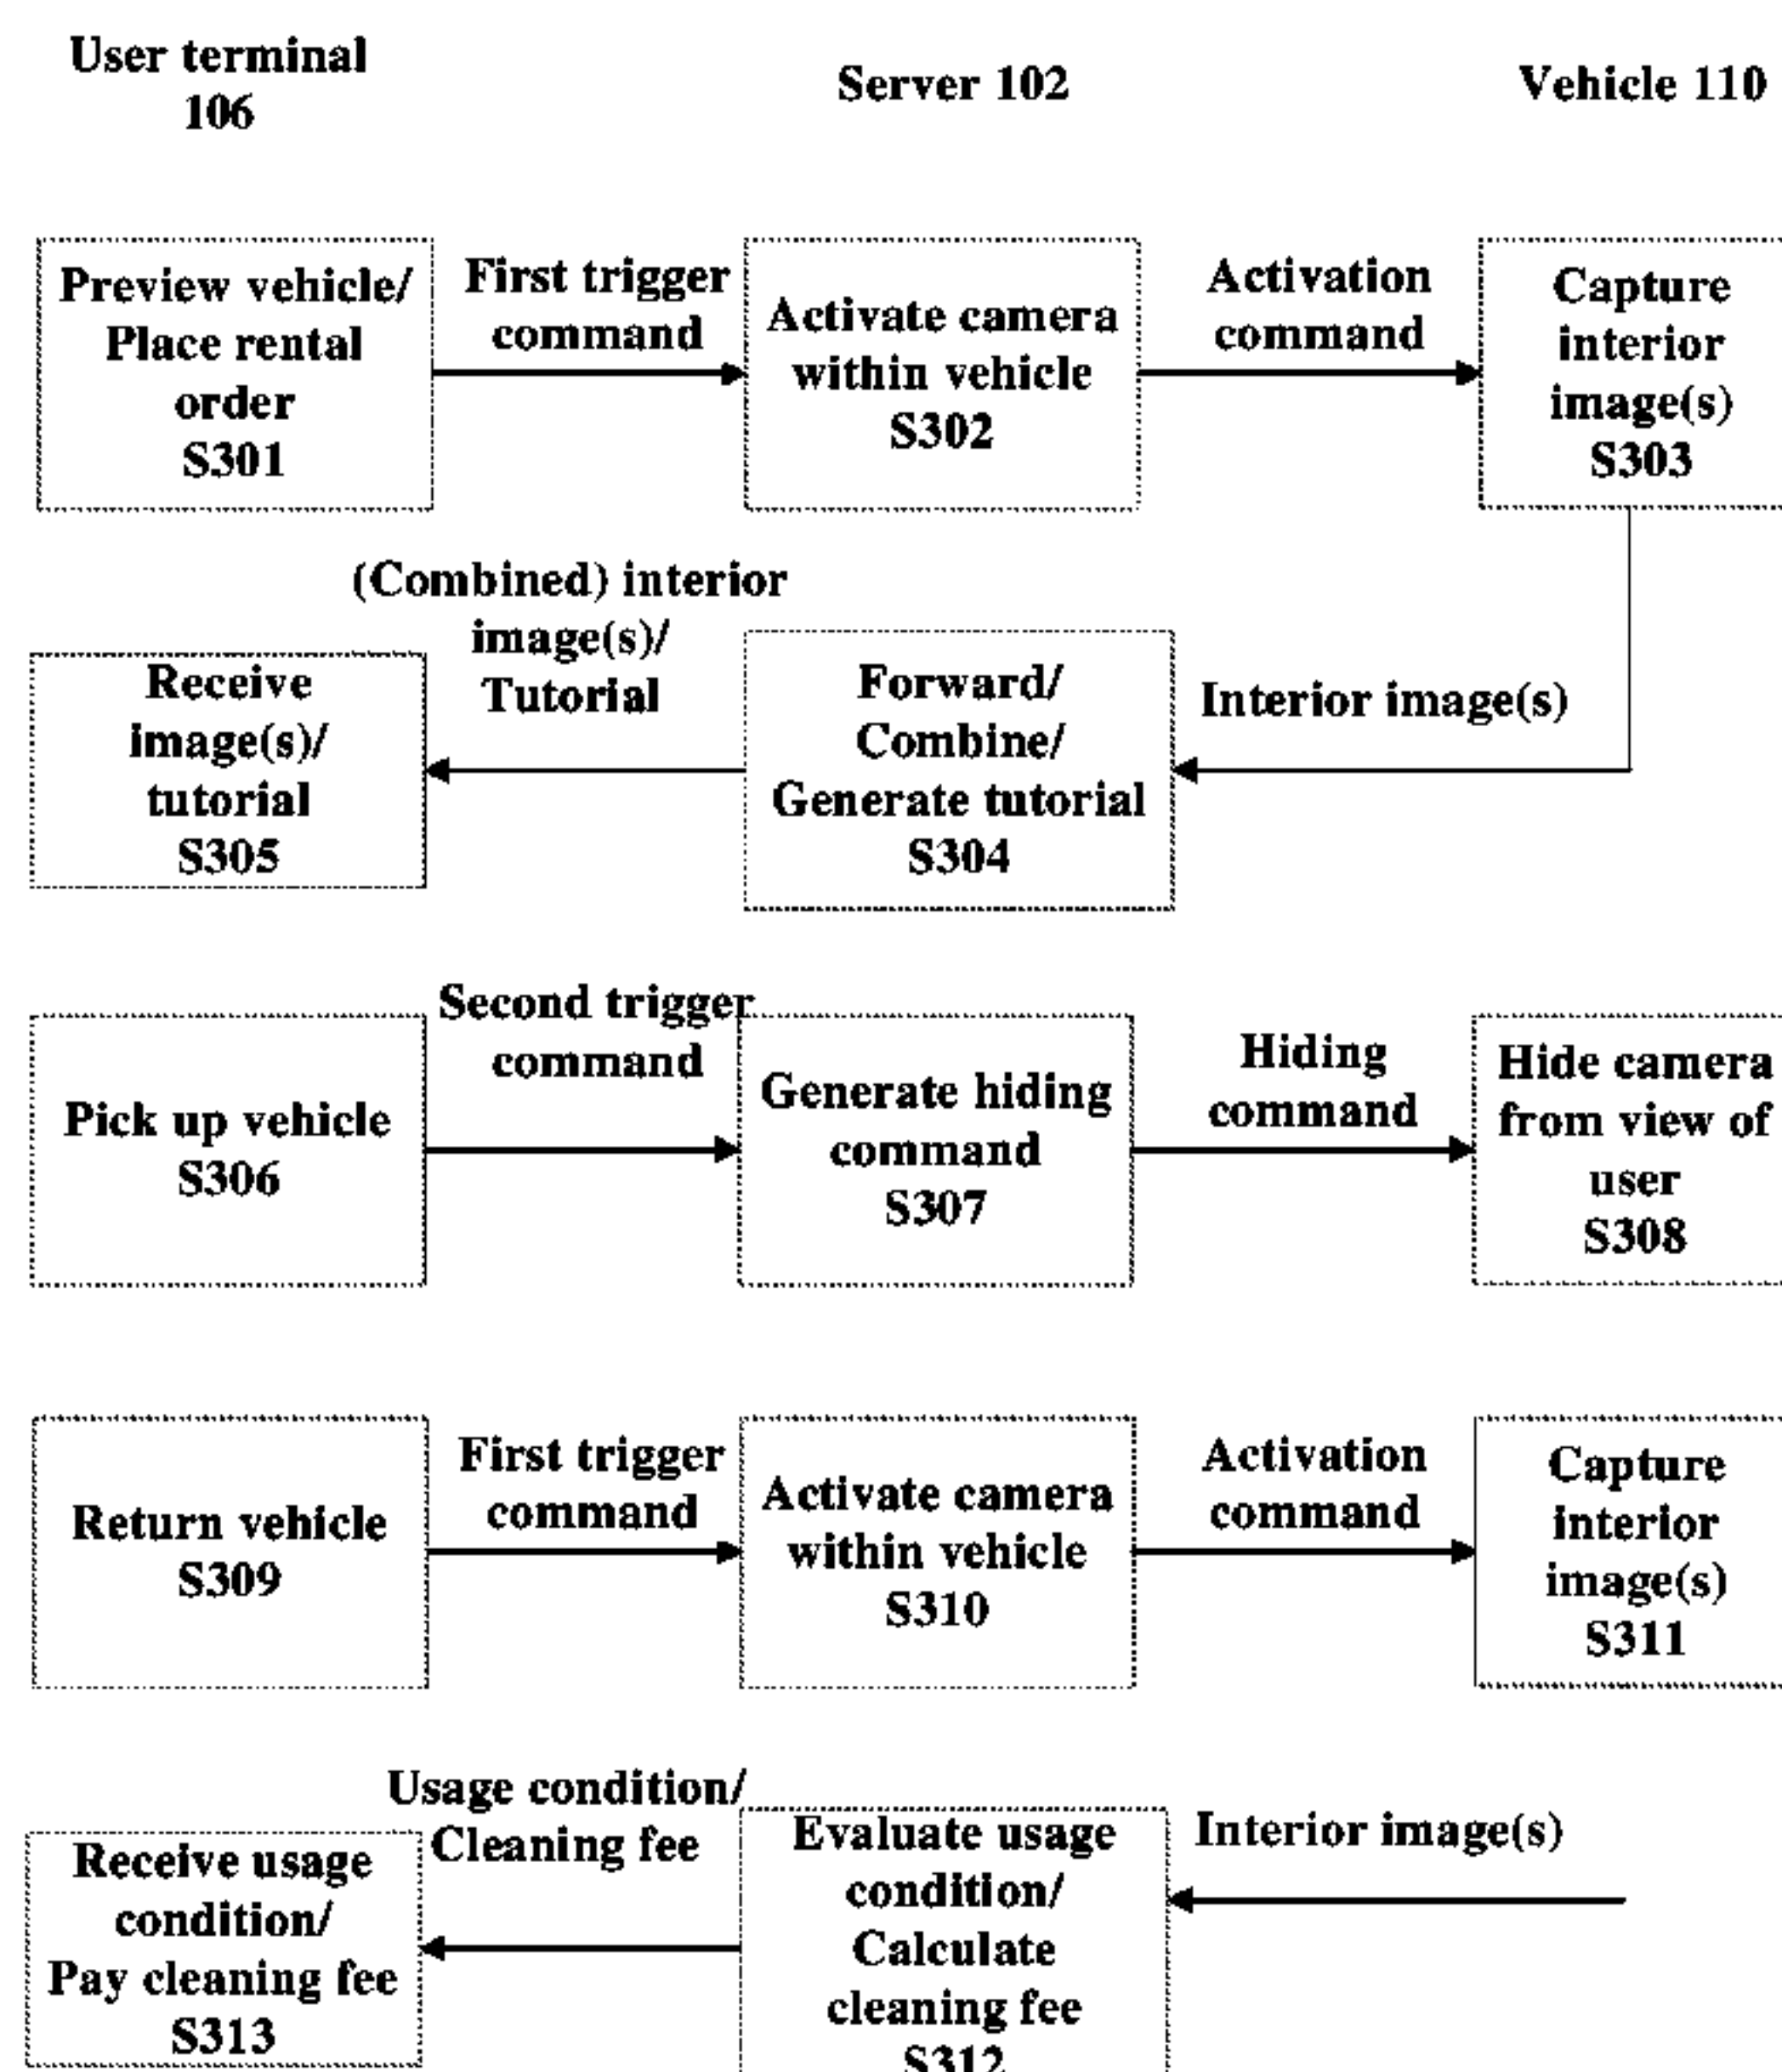 User terminal
106
Server 102
Vehicle 110
Preview vehicle/
Place rental
order
S301
First trigger
command
Activate camera
within vehicle
S302
Activation
command
Capture
interior
image(s)
S303
(Combined) interior
image(s)/
Tutorial
Receive
image(s)/
tutorial
S305
Forward/
Combine/
Generate tutorial
S304
Interior image(s)
Pick up vehicle
S306
Second trigger
command
Generate hiding
command
S307
Hiding
command
Hide camera
from view of
user
S308
Return vehicle
S309
First trigger
command
Activate camera
within vehicle
S310
Activation
command
Capture
interior
image(s)
S311
Usage condition/
Cleaning fee
Receive usage
condition/
Pay cleaning fee
S313
Evaluate usage
condition/
Calculate
cleaning fee
S312
Interior image(s)